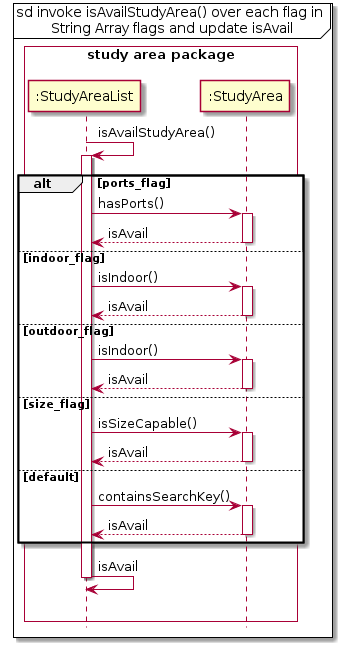 sd invoke isAvailStudyArea() over each flag in
String Array flags and update isAvail
study area package
:StudyAreaList
:StudyArea
isAvailStudyArea()
alt
[ports_flag]
hasPorts()
isAvail
[indoor_flag]
isIndoor()
isAvail
[outdoor_flag]
isIndoor()
isAvail
[size_flag]
isSizeCapable()
isAvail
[default]
containsSearchKey()
isAvail
isAvail